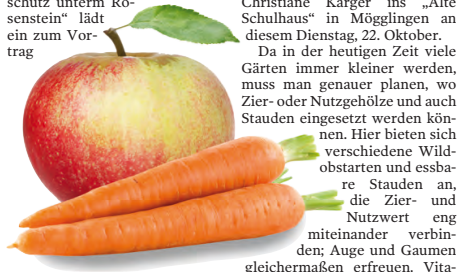 schutz unterm Ro-
senstein“ lädt
ein zum Vor-
trag
Christiane Karger ins „Alte
Schulhaus“ in Mögglingen an
diesem Dienstag, 22. Oktober.
Da in der heutigen Zeit viele
Gärten immer kleiner werden,
muss man genauer planen, wo
Zier- oder Nutzgehölze und auch
Stauden eingesetzt werden kön-
nen. Hier bieten sich
verschiedene Wild-
obstarten und essba-
re Stauden an,
die Zier- und
Nutzwert eng
miteinander verbin-
den; Auge und Gaumen
gleichermaßen erfreuen. Vita-